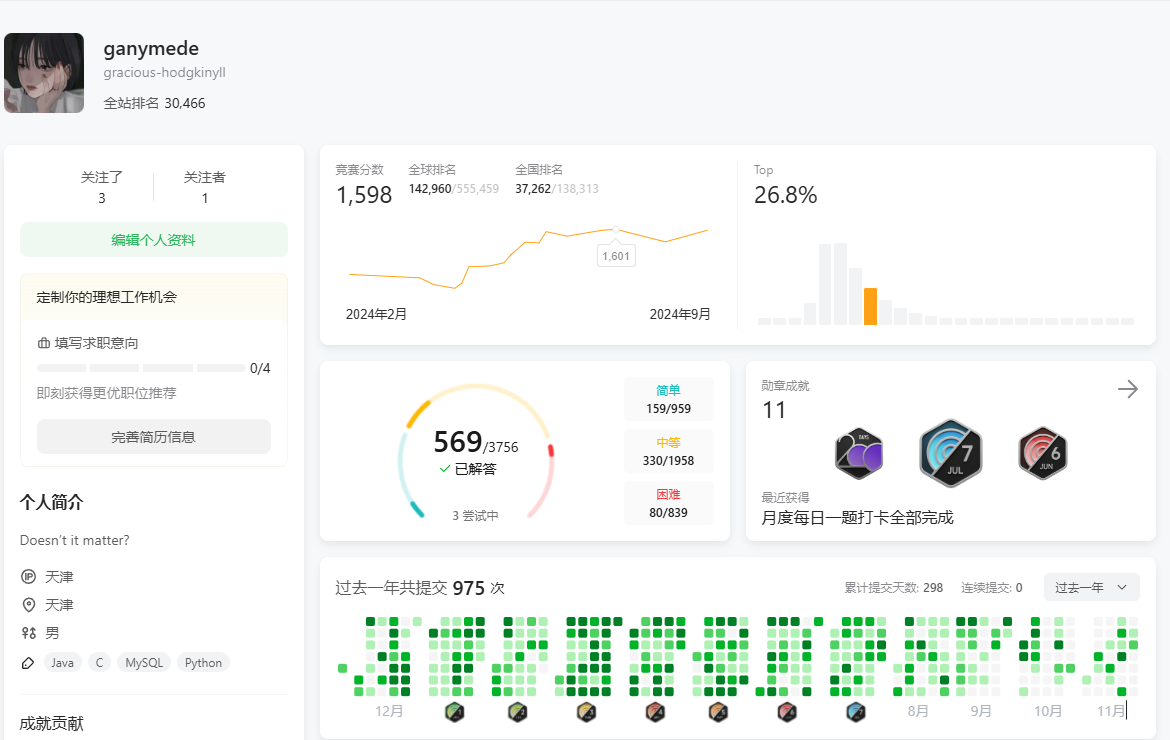 ganymede
gracious-hodgkinyll
全站排名 30,466
关注了 关注者
3 1
编辑个人资料
定制你的理想工作机会
填写求职意向
0/4
即刻获得更优职位推荐
完善简历信息
个人简介
Doesn't it matter?
IP 天津
天津
男
Java C MySQL Python
成就贡献
竞赛分数 全球排名 全国排名
1,598 142,960/555,459 37,262/138,313
1,601
2024年2月 2024年9月
Top
26.8%
569/3756
已解答
3 尝试中
简单
159/959
中等
330/1958
困难
80/839
勋章成就
11
DAYS
200
7
JUL
6
JUN
最近获得
月度每日一题打卡全部完成
过去一年共提交 975 次
累计提交天数: 298 连续提交: 0 过去一年
12月 8月 9月 10月 11月